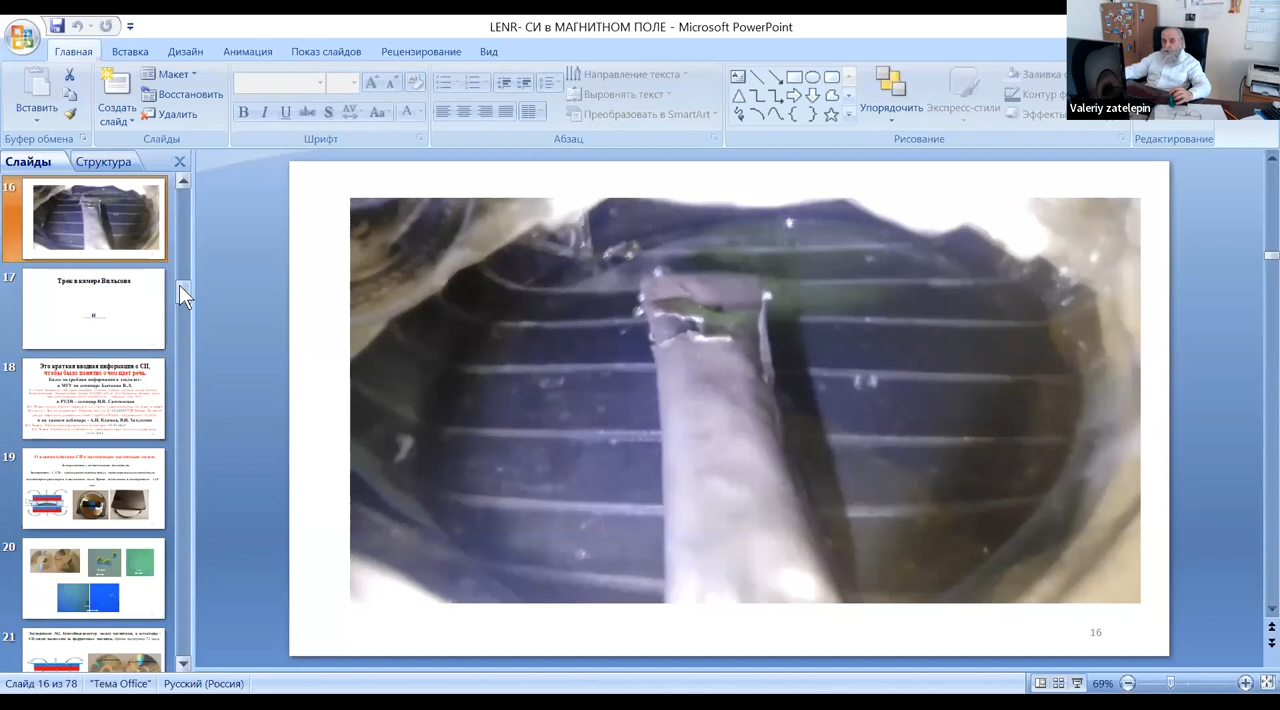 LENR- СИ в МАГНИТНОМ ПОЛЕ - Microsoft PowerPoint
Главная Вставка Дизайн Анимация Показ слайдов Рецензирование Вид
Вставить
Буфер обмена
Создать слайд
Макет
Восстановить
Удалить
Слайды
Шрифт
Направление текста
Выровнять текст
Преобразовать в SmartArt
Абзац
Упорядочить
Экспресс-стили
Заливка
Контур ф
Эффекты
Рисование
Редактирование
Valeriy zatelepin
Слайды Структура
16
17
Трек в камере Вильсона
18
Это краткая вводная информация о СИ,
чтобы было понятно о чем идет речь.
19
20
21
16
Слайд 16 из 78 "Тема Office" Русский (Россия) 69%